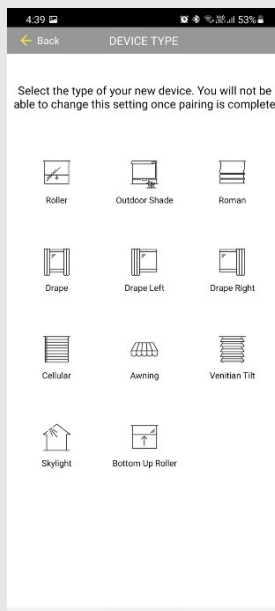 4:39 53%
Back DEVICE TYPE
Select the type of your new device. You will not be
able to change this setting once pairing is complete
Roller Outdoor Shade Roman
Drape Drape Left Drape Right
Cellular Awning Venitian Tilt
Skylight Bottom Up Roller